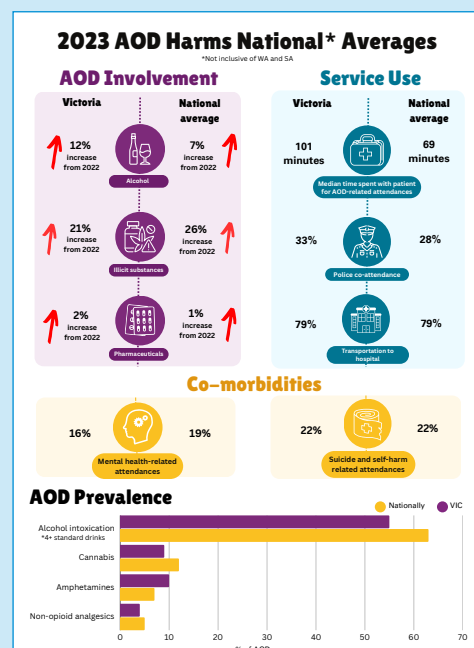 2023 AOD Harms National* Averages
*Not inclusive of WA and SA
AOD Involvement
Victoria
National
average
12%
increase
from 2022
7%
increase
from 2022
Alcohol
21%
increase
from 2022
26%
increase
from 2022
Illicit substances
2%
increase
from 2022
1%
increase
from 2022
Pharmaceuticals
Service Use
Victoria
National
average
101
minutes
69
minutes
Median time spent with patient
for AOD-related attendances
33%
28%
Police co-attendance
79%
79%
Transportation to
hospital
Co-morbidities
16%
19%
Mental health-related
attendances
22%
22%
Suicide and self-harm
related attendances
AOD Prevalence
Nationally
VIC
Alcohol intoxication
*4+ standard drinks
Cannabis
Amphetamines
Non-opioid analgesics
0 10 20 30 40 50 60 70